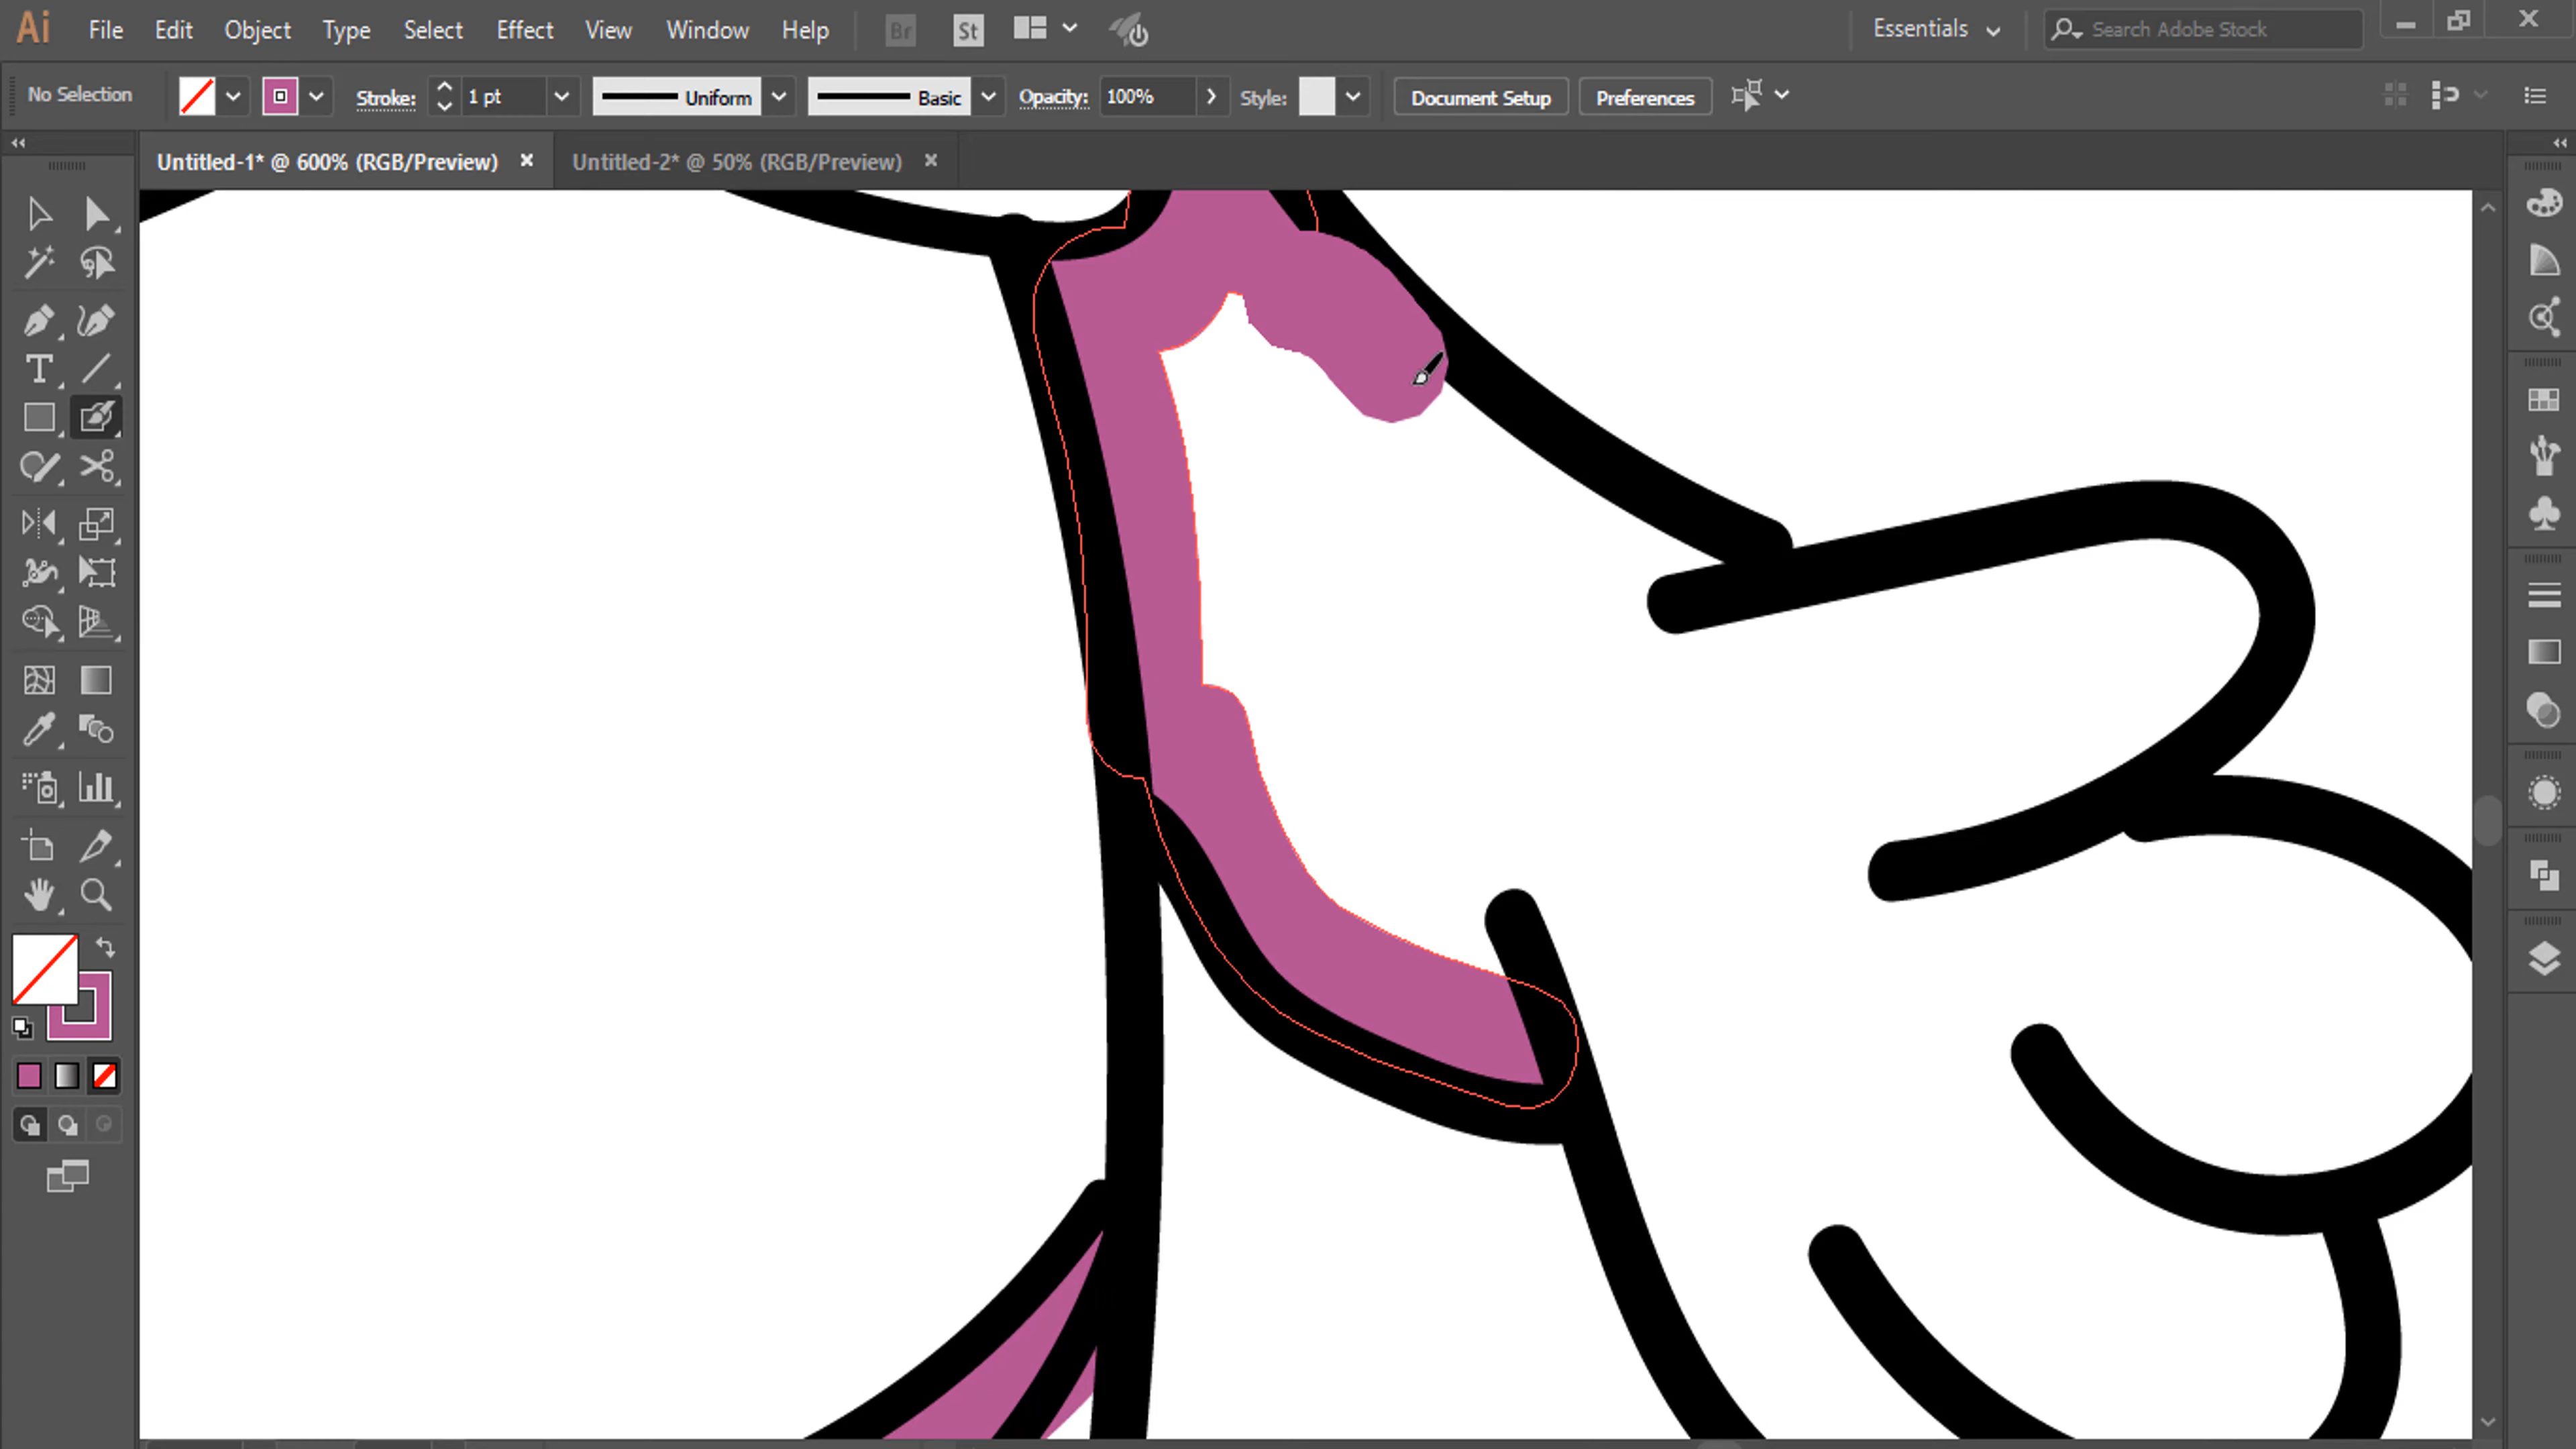 Ai File Edit Object Type Select Effect View Window Help Br St Essentials Search Adobe Stock
No Selection Stroke: 1 pt Uniform Basic Opacity: 100% Style: Document Setup Preferences
Untitled-1* @ 600% (RGB/Preview) × Untitled-2* @ 50% (RGB/Preview) ×